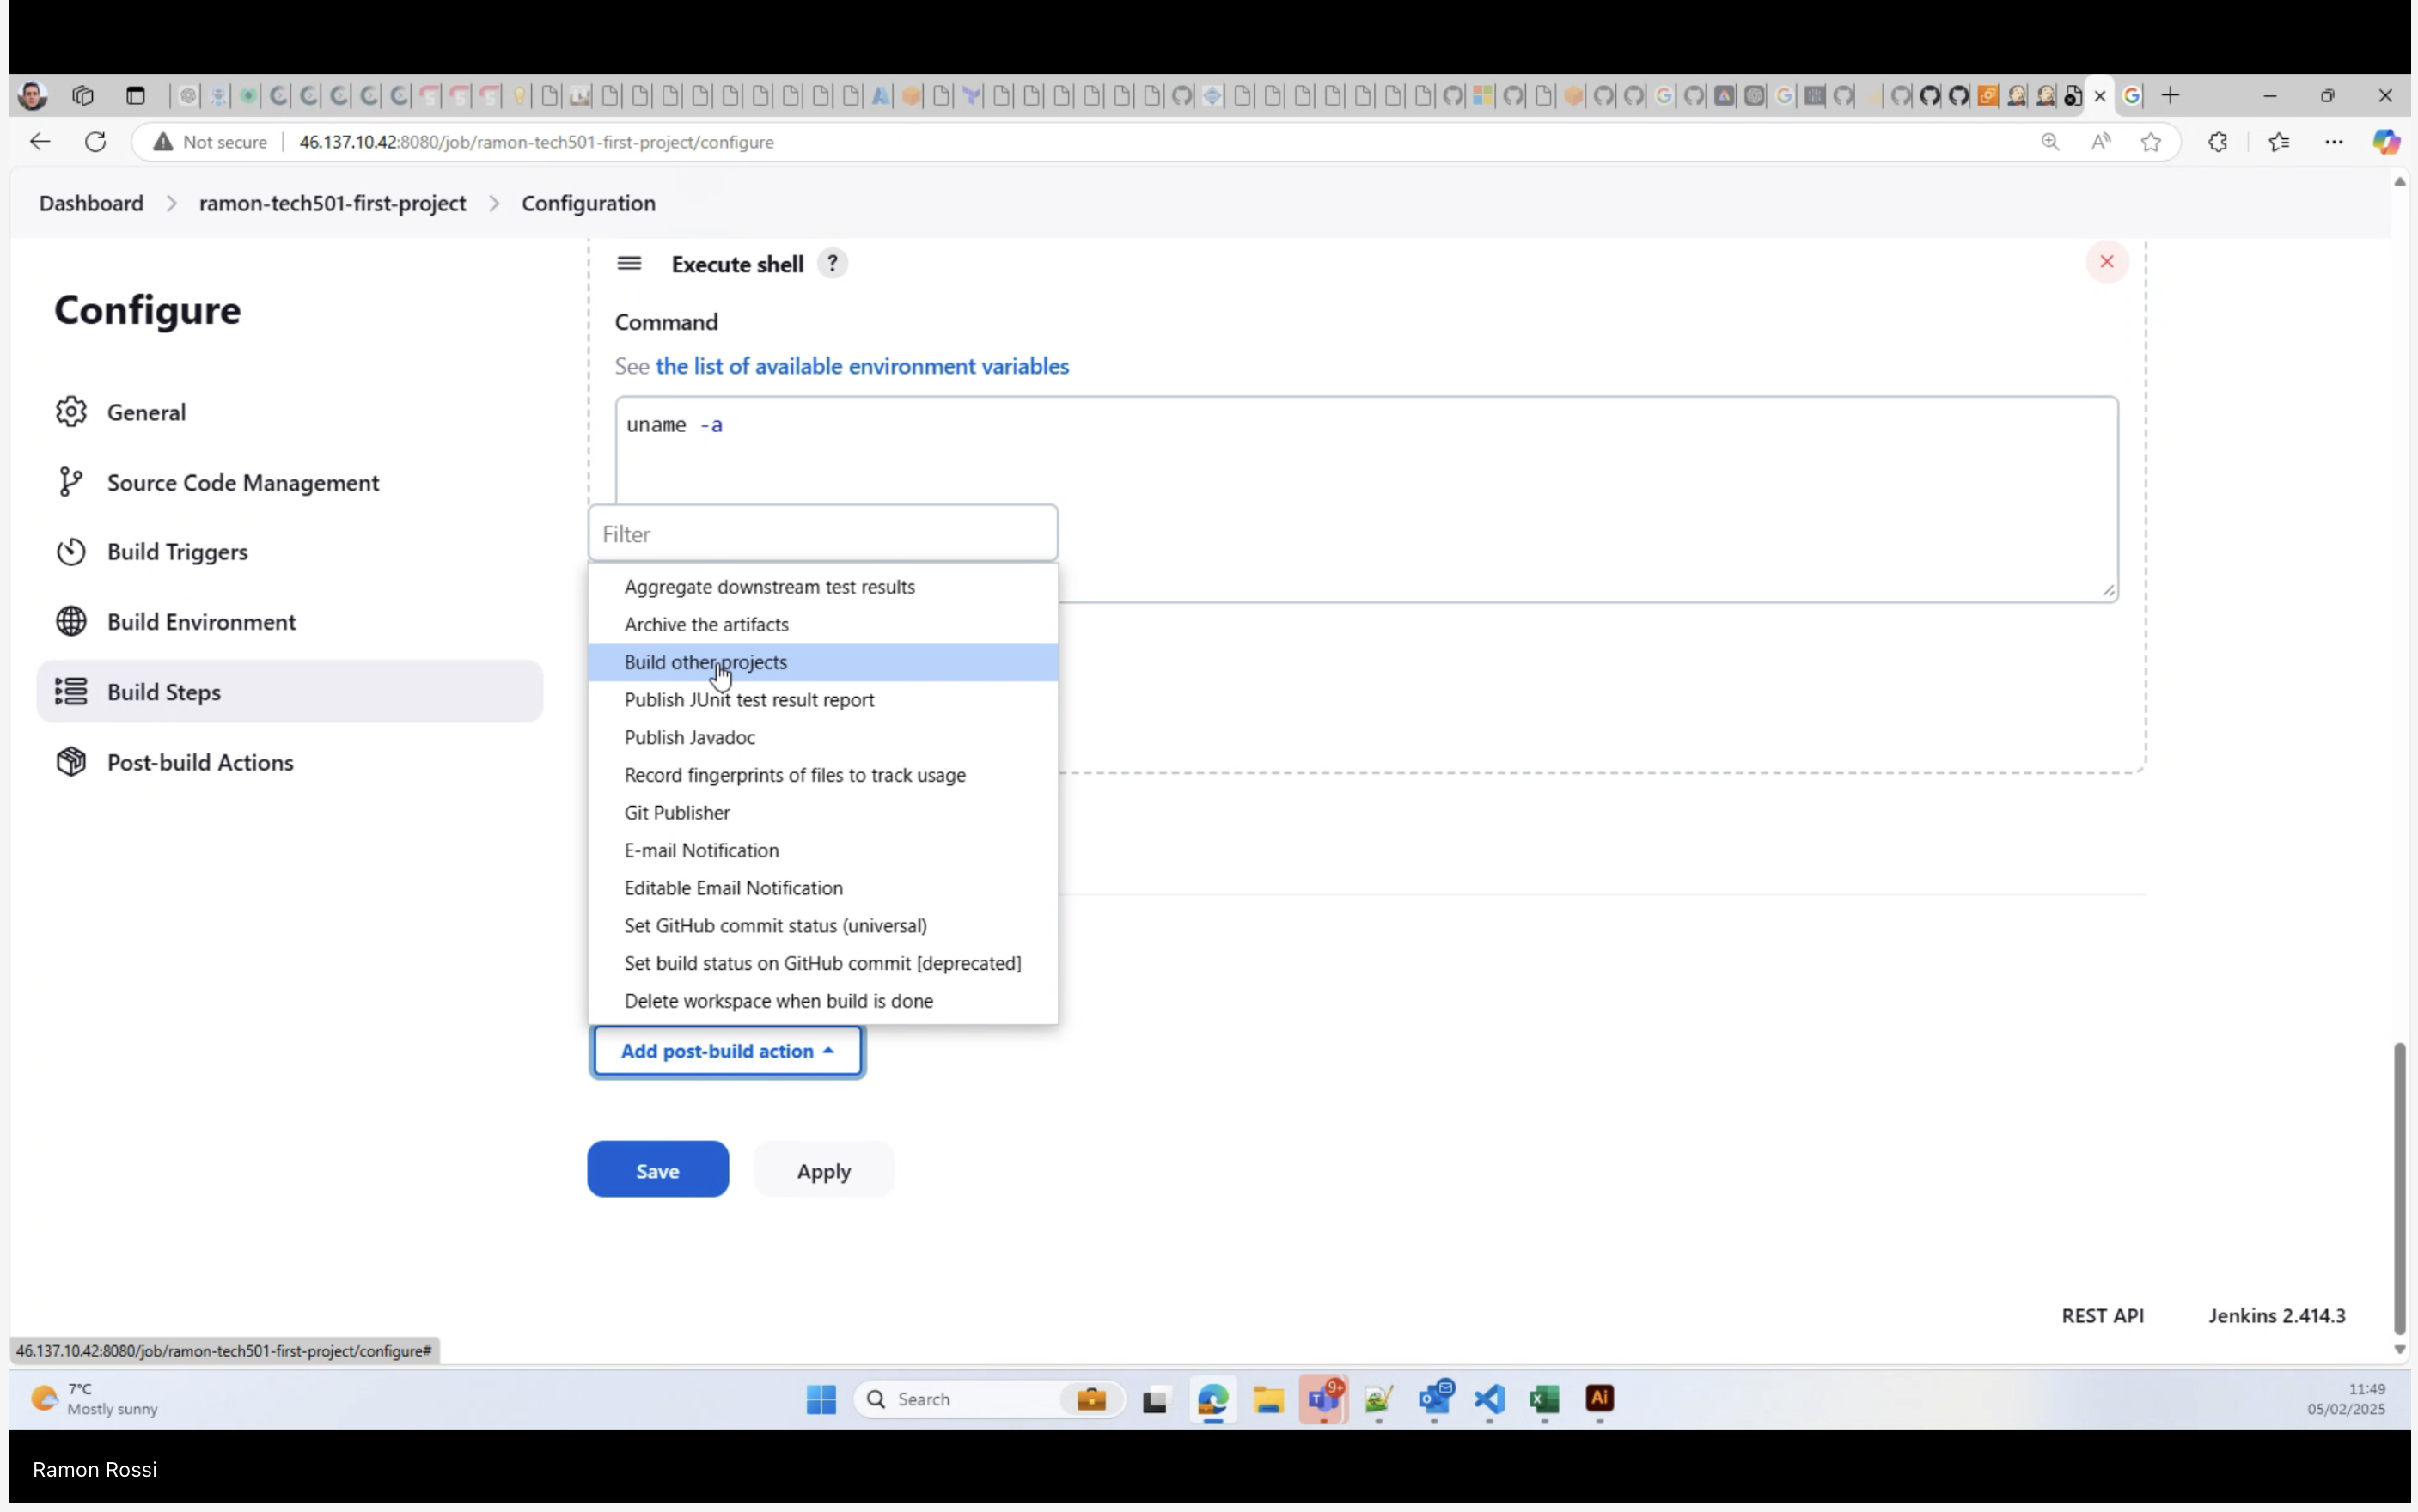 Not secure
46.137.10.42:8080/job/ramon-tech501-first-project/configure
Dashboard > ramon-tech501-first-project > Configuration
Execute shell ?
Configure
Command
See the list of available environment variables
General
uname -a
Source Code Management
Filter
Build Triggers
Aggregate downstream test results
Archive the artifacts
Build Environment
Build other projects
Build Steps
Publish JUnit test result report
Publish Javadoc
Post-build Actions
Record fingerprints of files to track usage
Git Publisher
E-mail Notification
Editable Email Notification
Set GitHub commit status (universal)
Set build status on GitHub commit [deprecated]
Delete workspace when build is done
Add post-build action
Save
Apply
REST API
Jenkins 2.414.3
46.137.10.42:8080/job/ramon-tech501-first-project/configure#
7°C
Mostly sunny
Search
9+
Ai
11:49
05/02/2025
Ramon Rossi